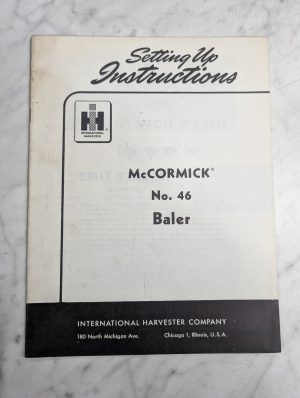 Setting Up
Instructions
IH
INTERNATIONAL
HARVESTER
McCORMICK®
No. 46
Baler
INTERNATIONAL HARVESTER COMPANY
180 North Michigan Ave. Chicago 1, Illinois, U.S.A.